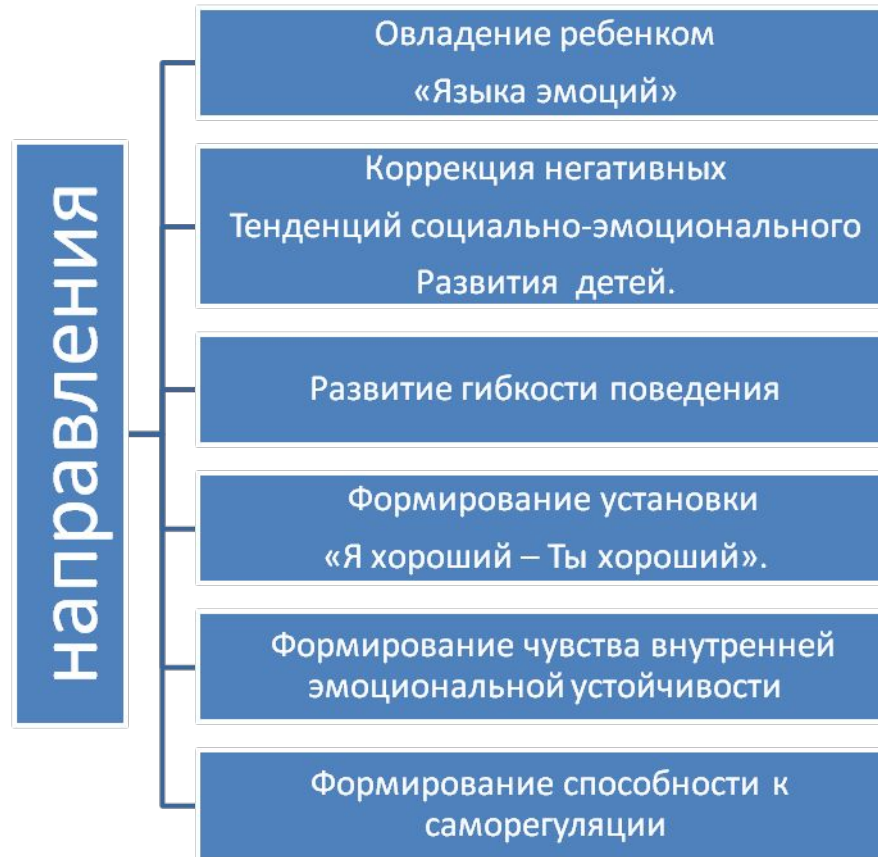 направления
Овладение ребенком
«Языка эмоций»
Коррекция негативных
Тенденций социально-эмоционального
Развития детей.
Развитие гибкости поведения
Формирование установки
«Я хороший – Ты хороший».
Формирование чувства внутренней
эмоциональной устойчивости
Формирование способности к
саморегуляции